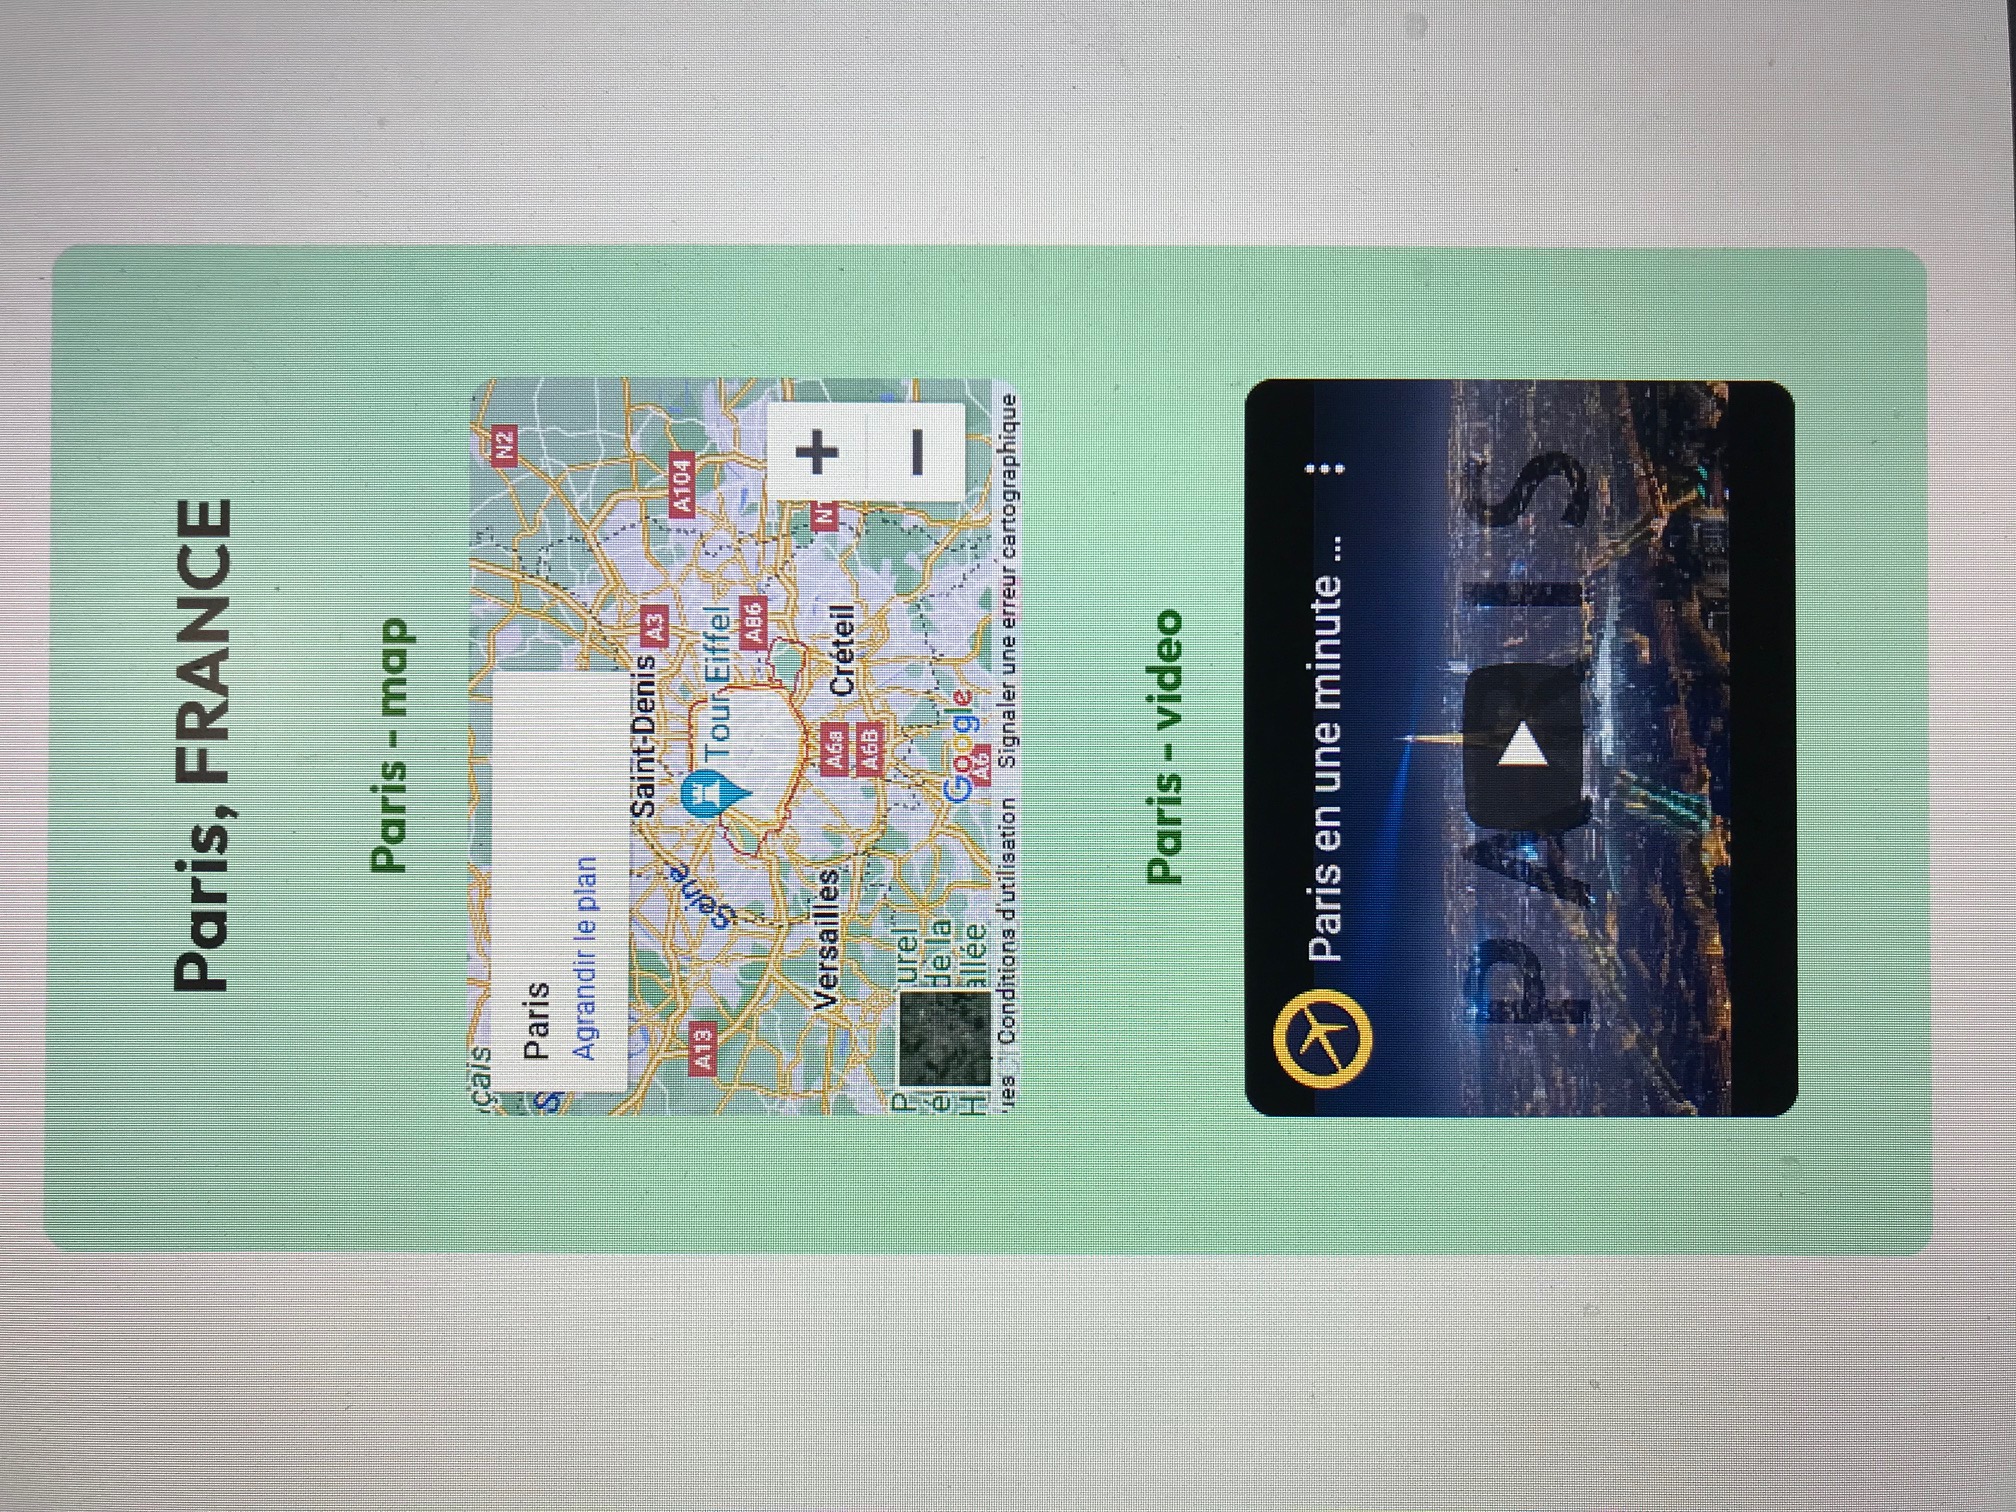 Paris, FRANCE
Paris - map
çais
N2
Paris
S
Agrandir le plan
Saint-Denis
A3
A104
Seine
A13
Tour Eiffel
A86
Versailles
A6a
Créteil
N1
A6B
P urel
é de la
Google
H allée
A6
ues Conditions d'utilisation Signaler une erreur cartographique
Paris - video
Paris en une minute ...
PARIS